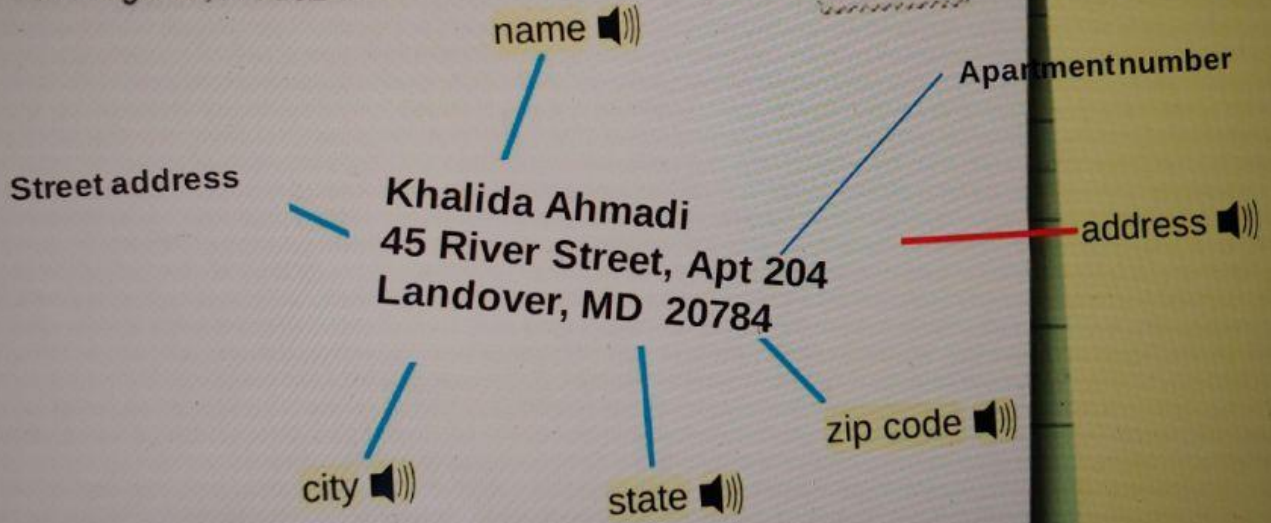 name
Apartment number
Street address
Khalida Ahmadi
45 River Street, Apt 204
address
Landover, MD 20784
zip code
city
state